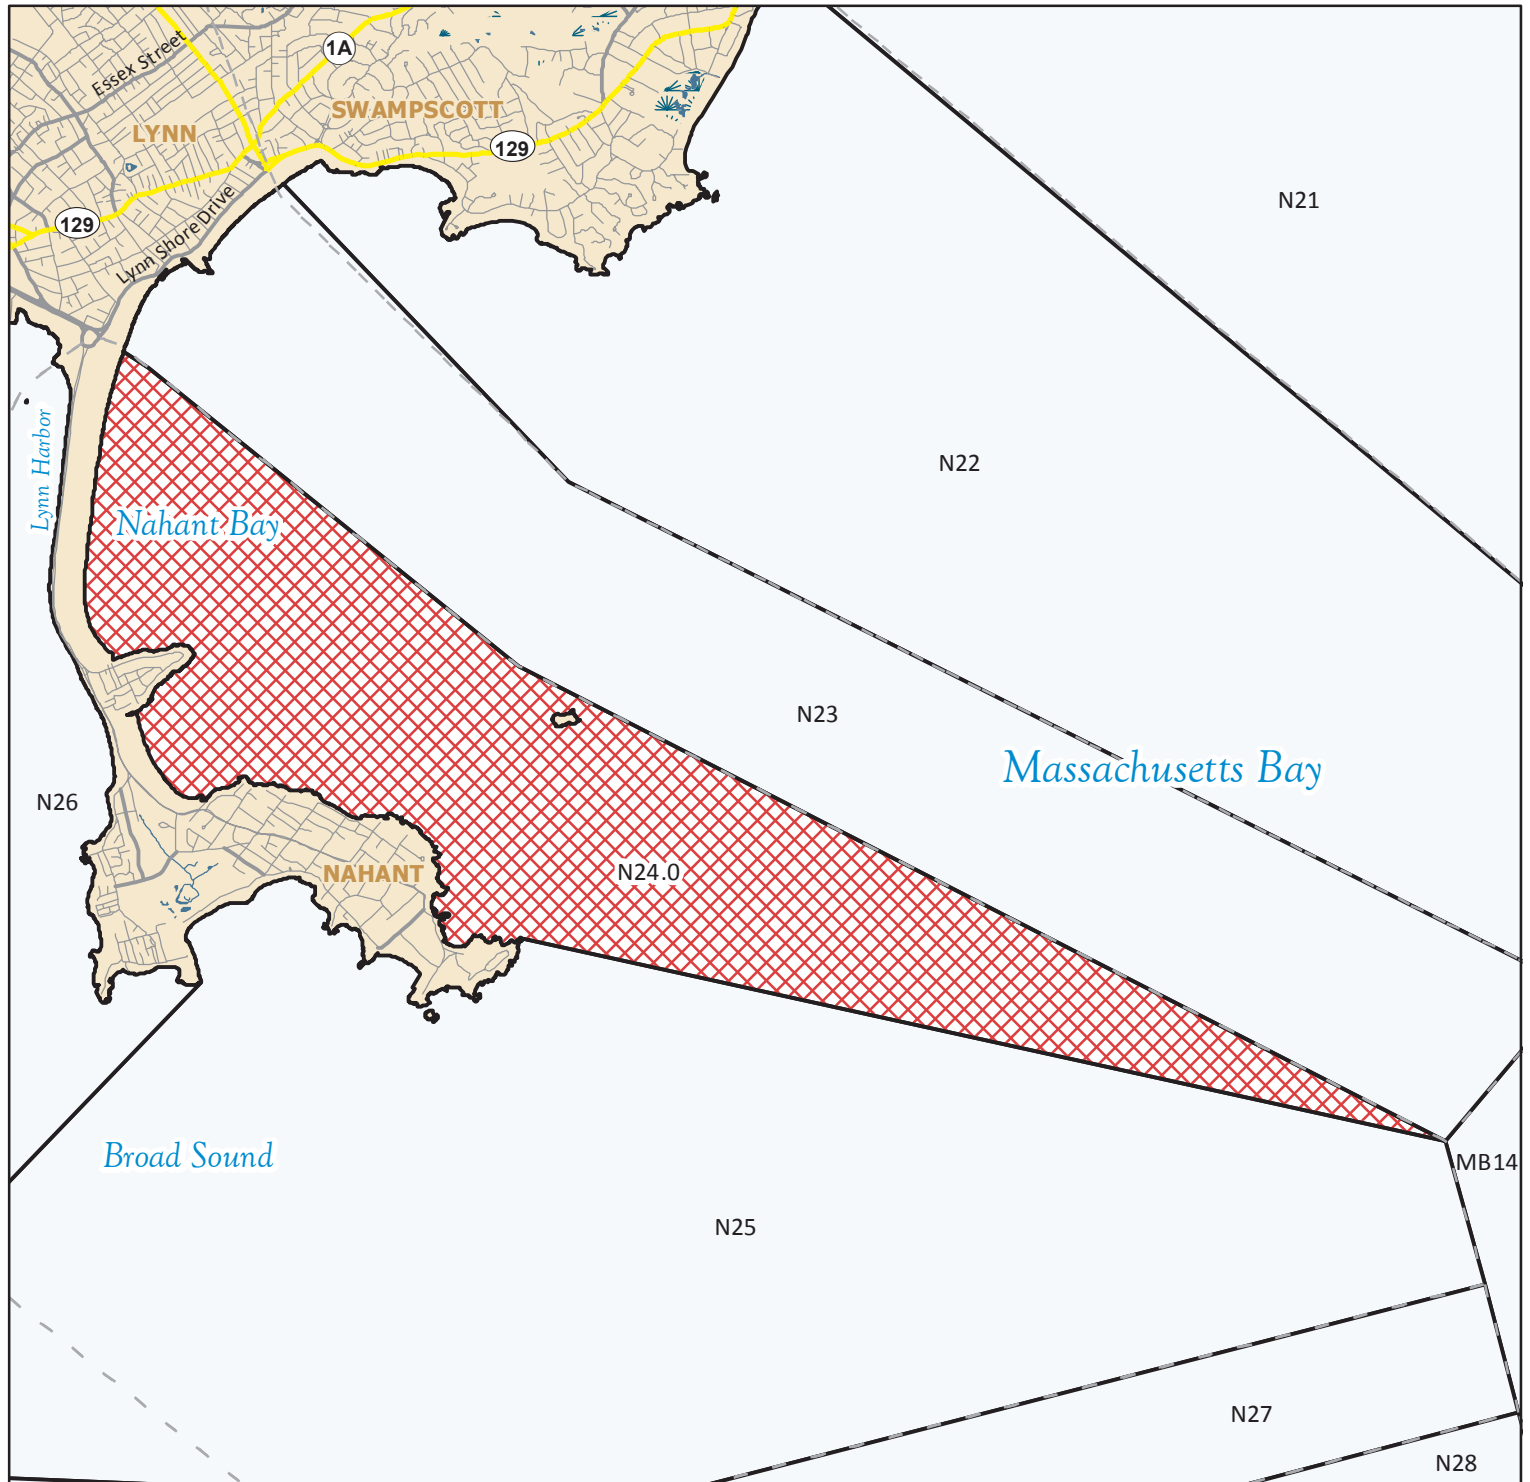 1A
Essex Street
SWAMPSCOTT
LYNN
129
N21
129
Lynn Shore Drive
N22
Lynn Harbor
Nahant Bay
N23
Massachusetts Bay
N26
NAHANT
N24.0
Broad Sound
MB14
N25
N27
N28